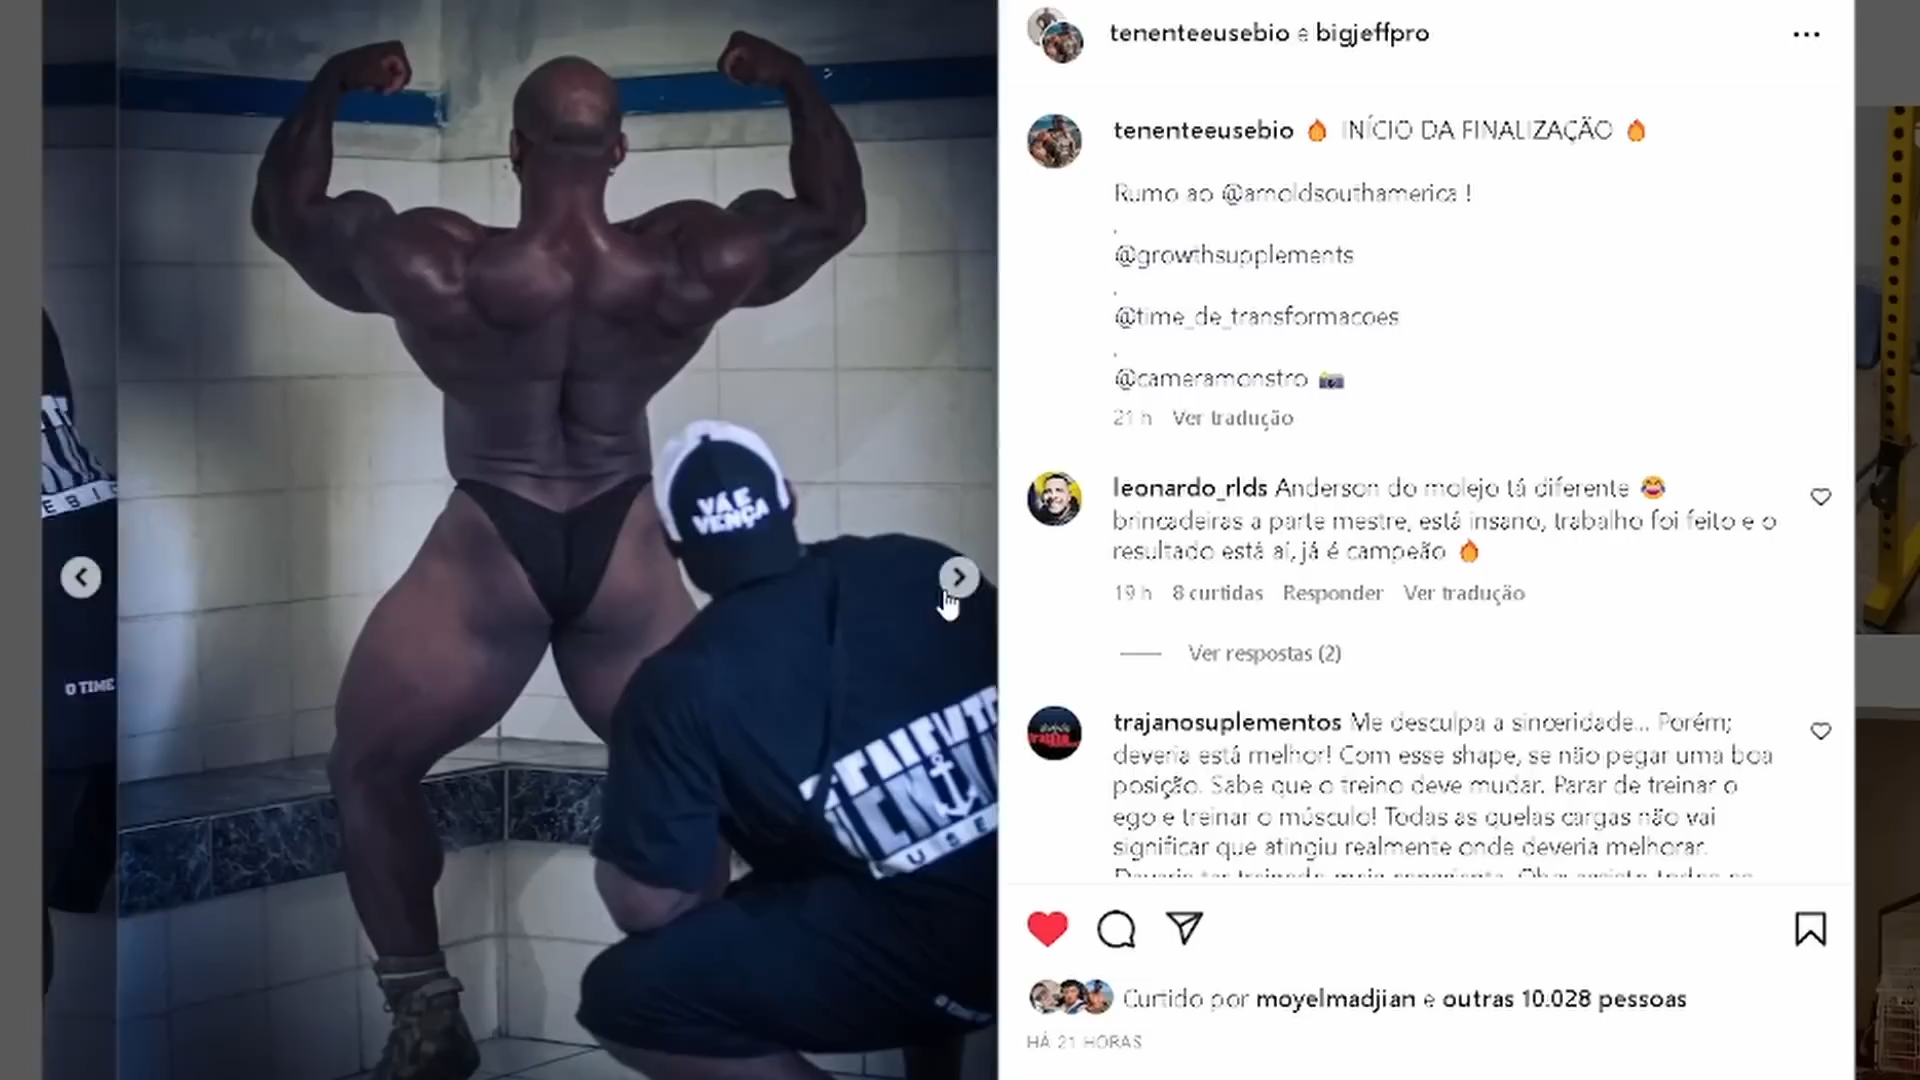 tenenteeusebio e bigjeffpro
tenenteeusebio 🔥 INÍCIO DA FINALIZAÇÃO 🔥
Rumo ao @arnoldsouthamerica !
.
@growthsupplements
.
@time_de_transformacoes
.
@cameramonstro 📷
21 h Ver tradução
leonardo_rlds Anderson do molejo tá diferente 😂
brincadeiras a parte mestre, está insano, trabalho foi feito e o
resultado está aí, já é campeão 🔥
19 h 8 curtidas Responder Ver tradução
Ver respostas (2)
trajanosuplementos Me desculpa a sinceridade... Porém;
deveria está melhor! Com esse shape, se não pegar uma boa
posição. Sabe que o treino deve mudar. Parar de treinar o
ego e treinar o músculo! Todas as quelas cargas não vai
significar que atingiu realmente onde deveria melhorar.
Curtido por moyelmadjian e outras 10.028 pessoas
HÁ 21 HORAS
VÁ E
VENÇA
O TIME